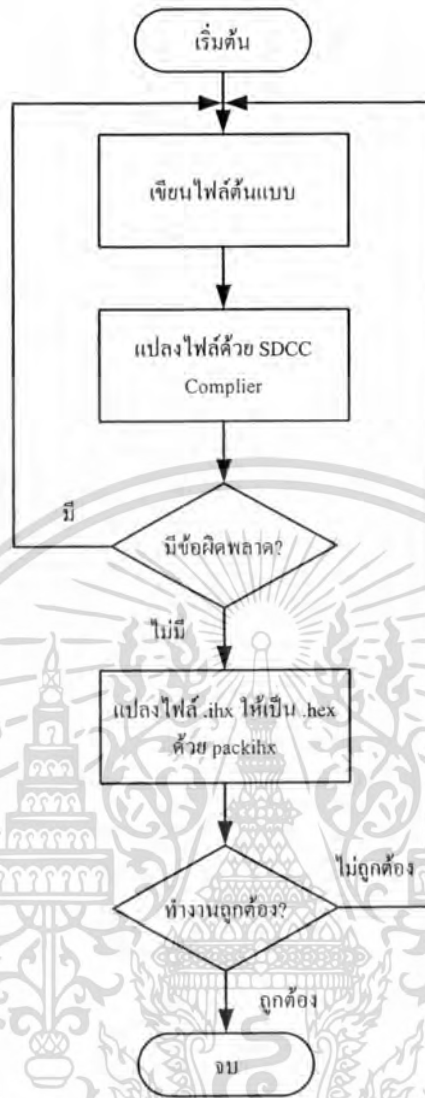 เริ่มต้น
เขียนไฟล์ต้นแบบ
แปลงไฟล์ด้วย SDCC
Complier
มีข้อผิดพลาด?
มี
ไม่มี
แปลงไฟล์ .ihx ให้เป็น .hex
ด้วย packihx
ทำงานถูกต้อง?
ไม่ถูกต้อง
ถูกต้อง
จบ